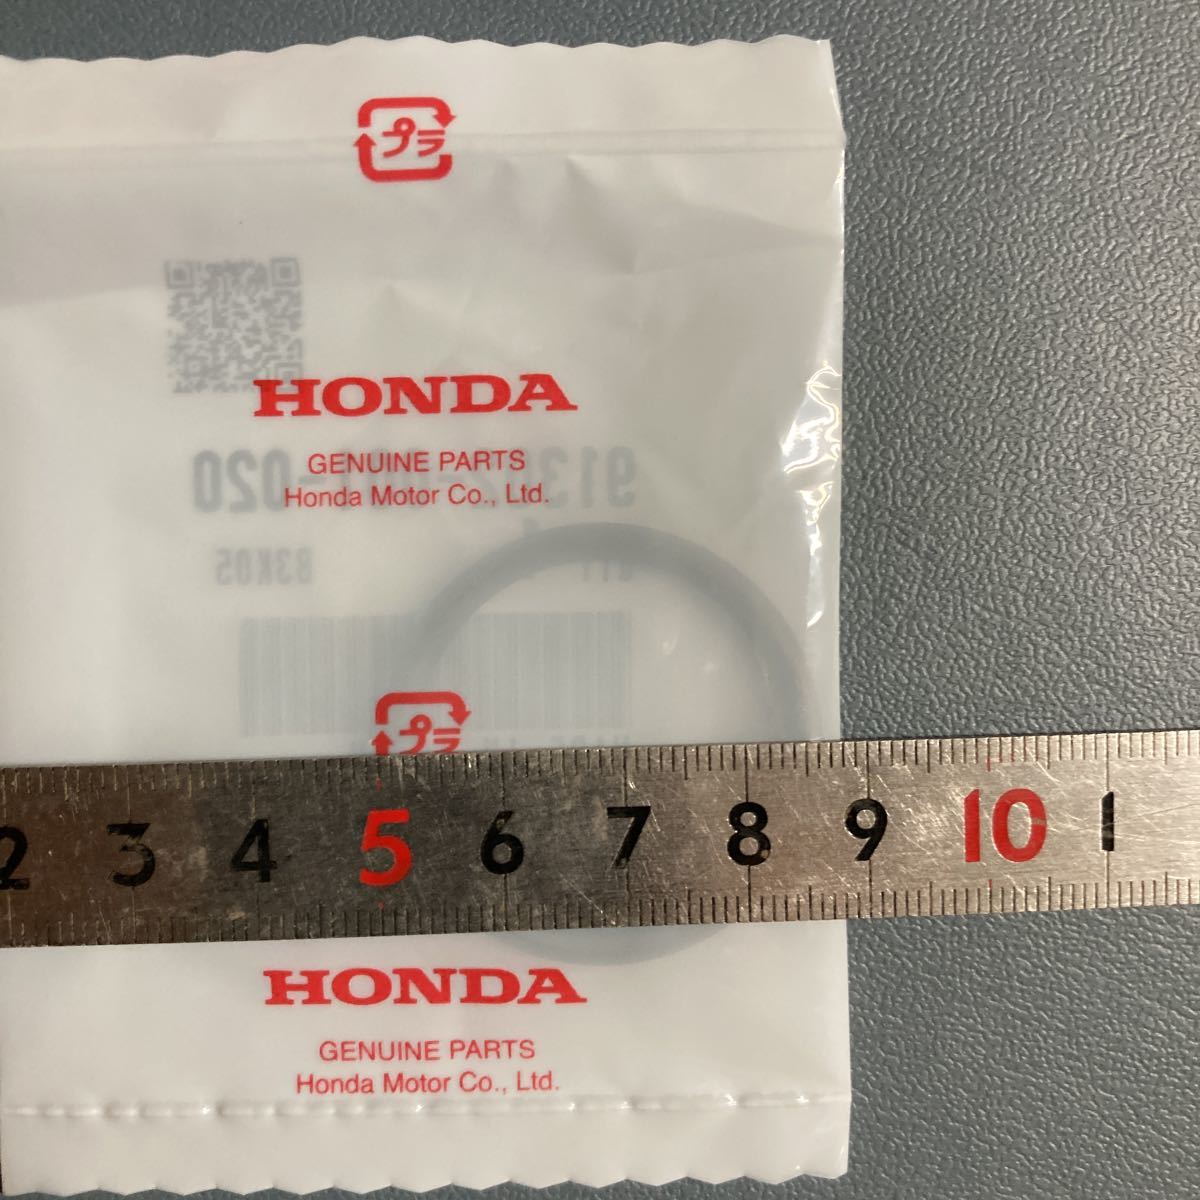 プラ
HONDA
GENUINE PARTS
Honda Motor Co., Ltd.
83K05
プラ
2 3 4 5 6 7 8 9 10 1
HONDA
GENUINE PARTS
Honda Motor Co., Ltd.